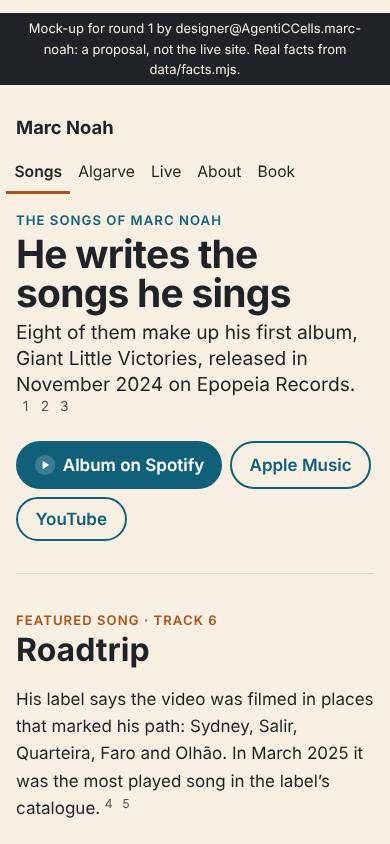 Mock-up for round 1 by designer@AgentiCCells.marc-
noah: a proposal, not the live site. Real facts from
data/facts.mjs.
Marc Noah
Songs Algarve Live About Book
THE SONGS OF MARC NOAH
He writes the
songs he sings
Eight of them make up his first album,
Giant Little Victories, released in
November 2024 on Epopeia Records.
1 2 3
Album on Spotify Apple Music
YouTube
FEATURED SONG · TRACK 6
Roadtrip
His label says the video was filmed in places
that marked his path: Sydney, Salir,
Quarteira, Faro and Olhão. In March 2025 it
was the most played song in the label’s
catalogue. 4 5